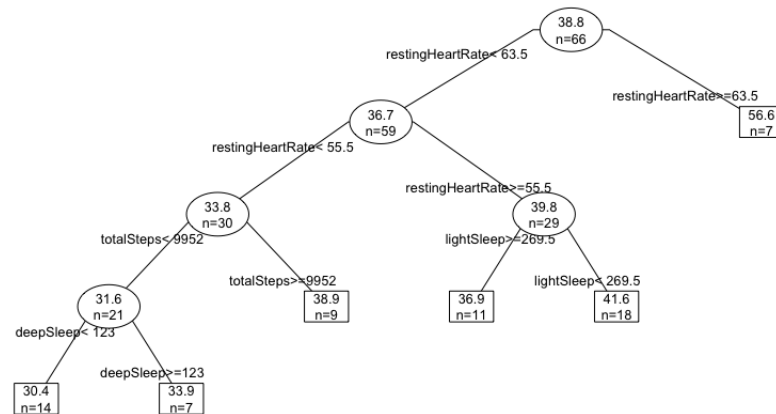 38.8
n=66
restingHeartRate< 63.5
restingHeartRate>=63.5
36.7
n=59
56.6
n=7
restingHeartRate< 55.5
restingHeartRate>=55.5
33.8
n=30
39.8
n=29
totalSteps< 9952
totalSteps>=9952
lightSleep>=269.5
lightSleep< 269.5
31.6
n=21
38.9
n=9
36.9
n=11
41.6
n=18
deepSleep< 123
deepSleep>=123
30.4
n=14
33.9
n=7